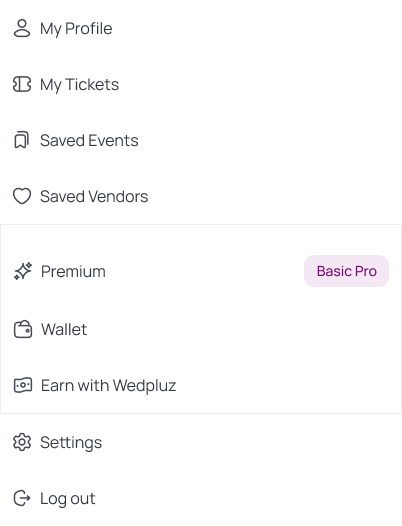 My Profile
My Tickets
Saved Events
Saved Vendors
Premium Basic Pro
Wallet
Earn with Wedpluz
Settings
Log out